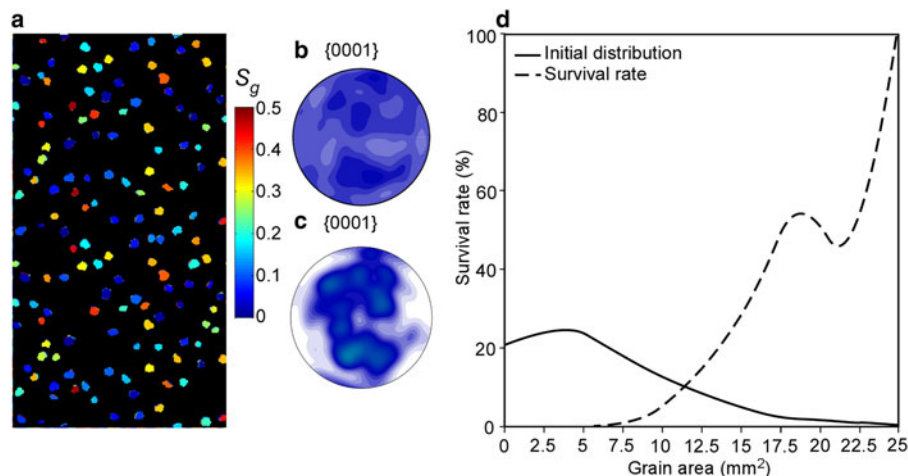 a
S_g
0.5
0.4
0.3
0.2
0.1
0
b
{0001}
c
{0001}
d
Initial distribution
Survival rate
Survival rate (%)
100
80
60
40
20
0
0 2.5 5 7.5 10 12.5 15 17.5 20 22.5 25
Grain area (mm²)